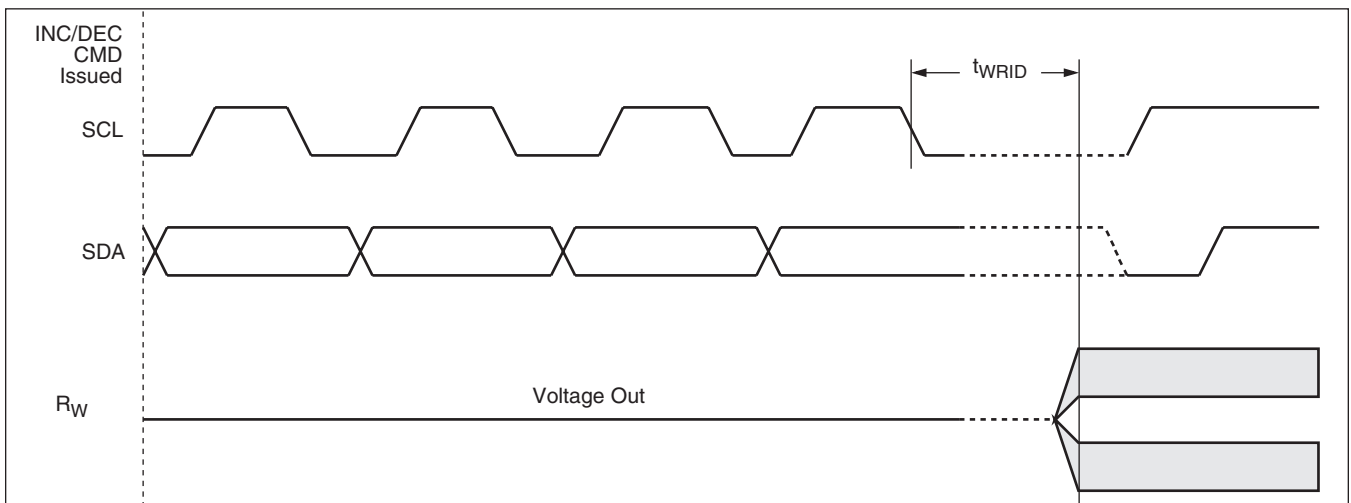 INC/DEC
CMD
Issued
tWRID
SCL
SDA
Voltage Out
RW